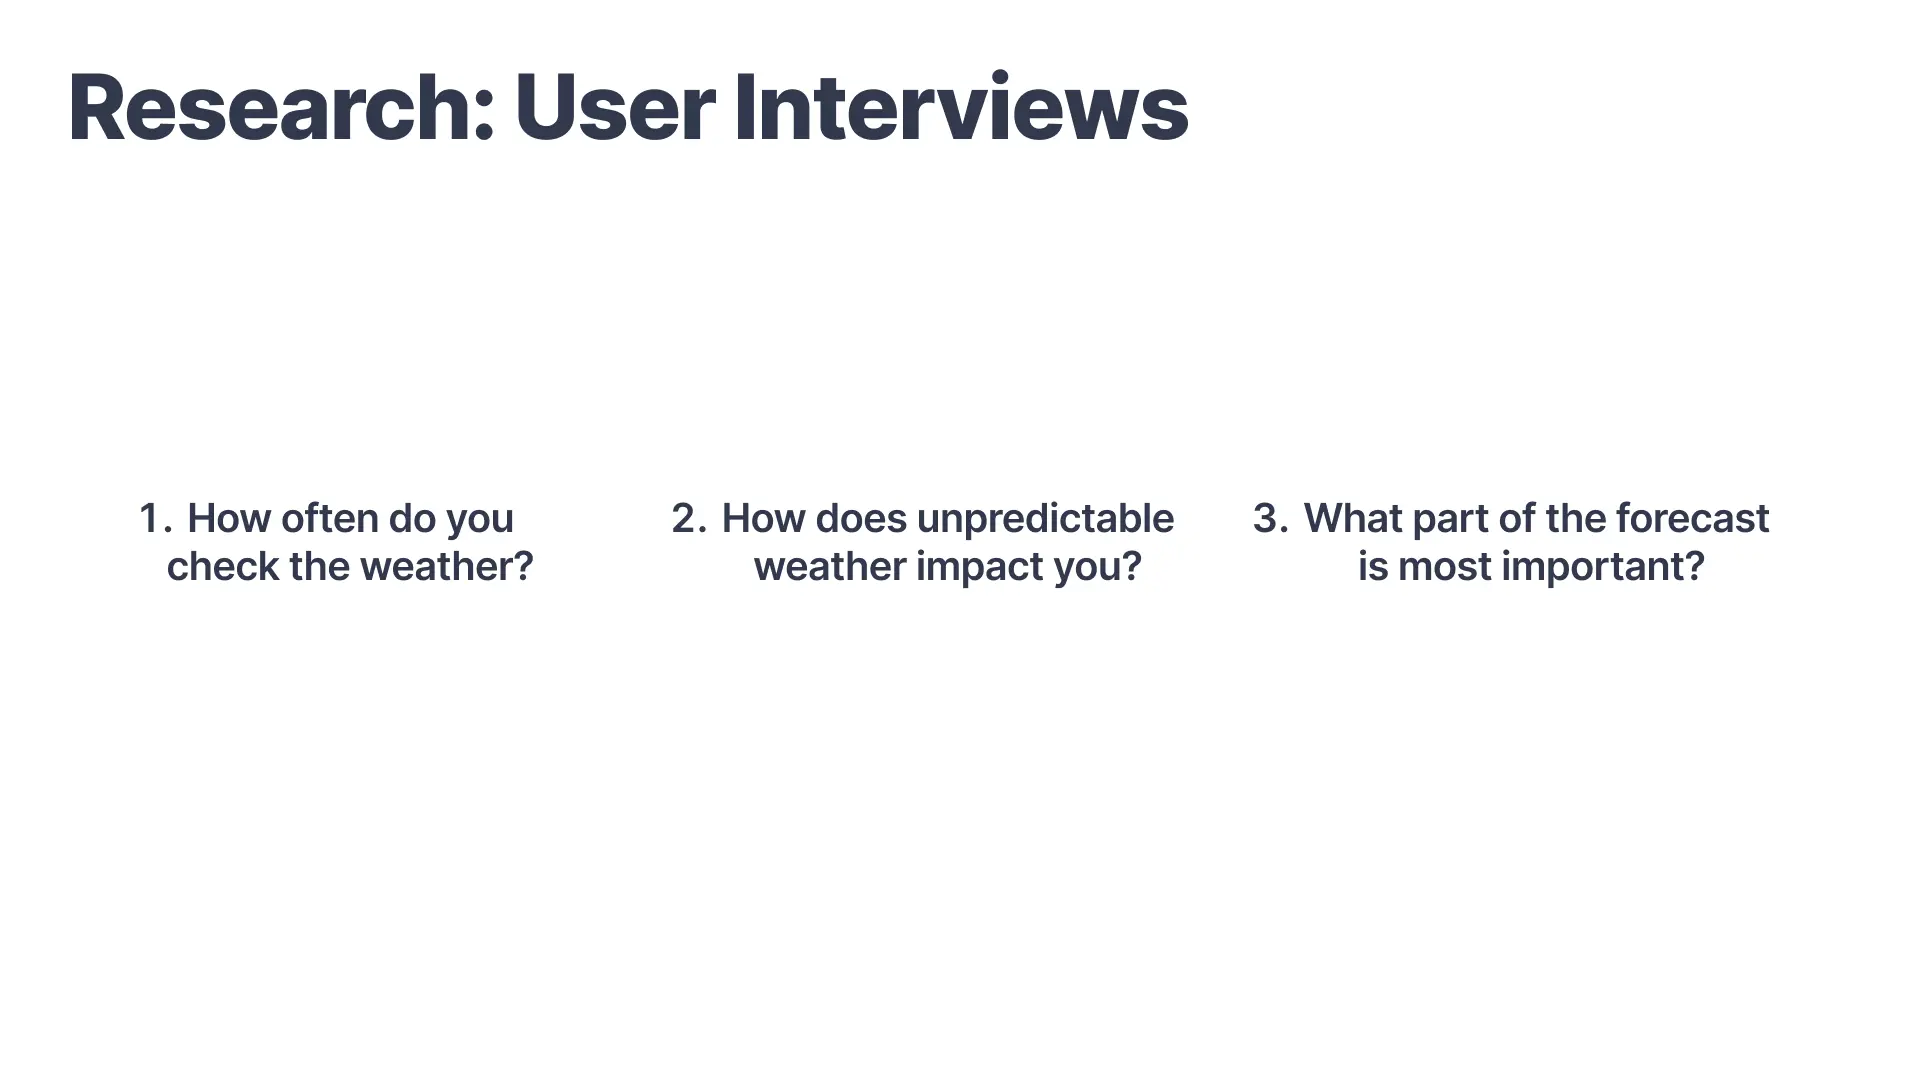 Research: User Interviews
1. How often do you
check the weather?
2. How does unpredictable
weather impact you?
3. What part of the forecast
is most important?